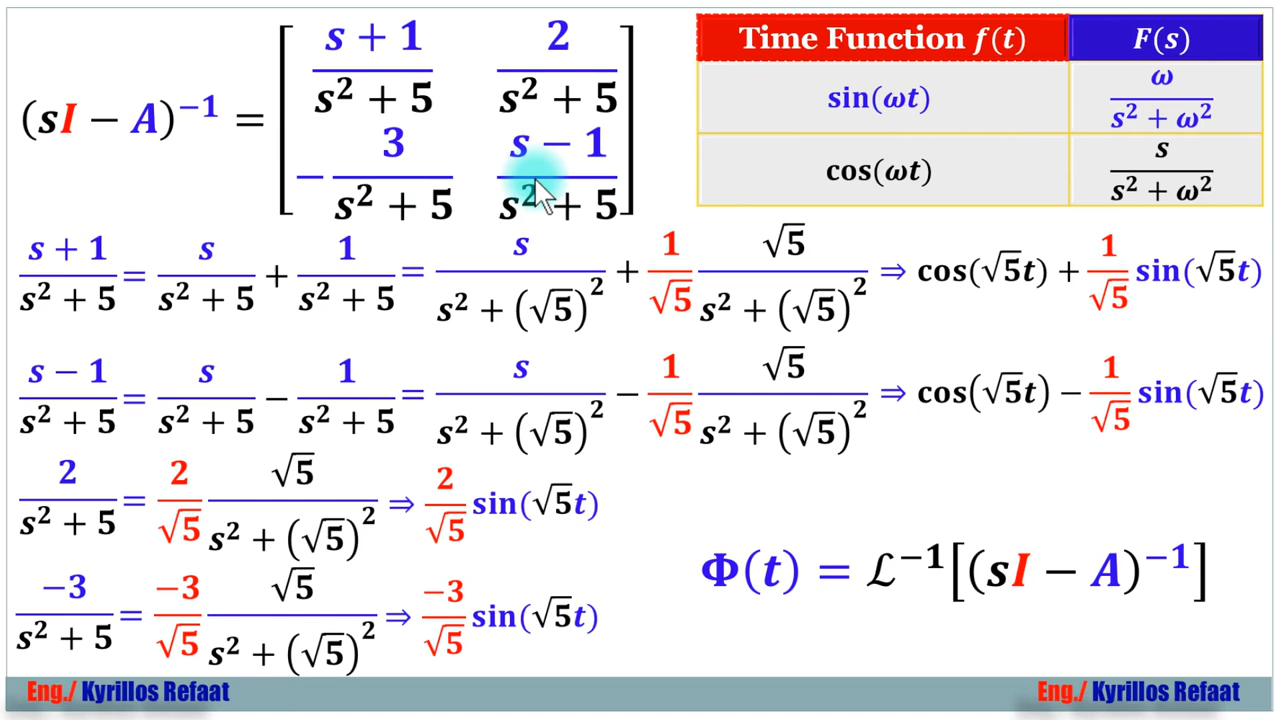 (sI − A)⁻¹ = [ (s + 1)/(s² + 5)   2/(s² + 5)
−3/(s² + 5)   (s − 1)/(s² + 5) ]
Time Function f(t)   F(s)
sin(ωt)   ω/(s² + ω²)
cos(ωt)   s/(s² + ω²)
(s + 1)/(s² + 5) = s/(s² + 5) + 1/(s² + 5) = s/(s² + (√5)²) + 1/√5 √5/(s² + (√5)²) ⇒ cos(√5t) + 1/√5 sin(√5t)
(s − 1)/(s² + 5) = s/(s² + 5) − 1/(s² + 5) = s/(s² + (√5)²) − 1/√5 √5/(s² + (√5)²) ⇒ cos(√5t) − 1/√5 sin(√5t)
2/(s² + 5) = 2/√5 √5/(s² + (√5)²) ⇒ 2/√5 sin(√5t)
−3/(s² + 5) = −3/√5 √5/(s² + (√5)²) ⇒ −3/√5 sin(√5t)
Φ(t) = ℒ⁻¹[(sI − A)⁻¹]
Eng./ Kyrillos Refaat
Eng./ Kyrillos Refaat